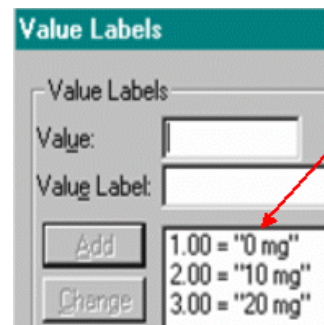 Value Labels
Value Labels
Value:
Value Label:
Add
1.00 = "0 mg"
2.00 = "10 mg"
Change
3.00 = "20 mg"